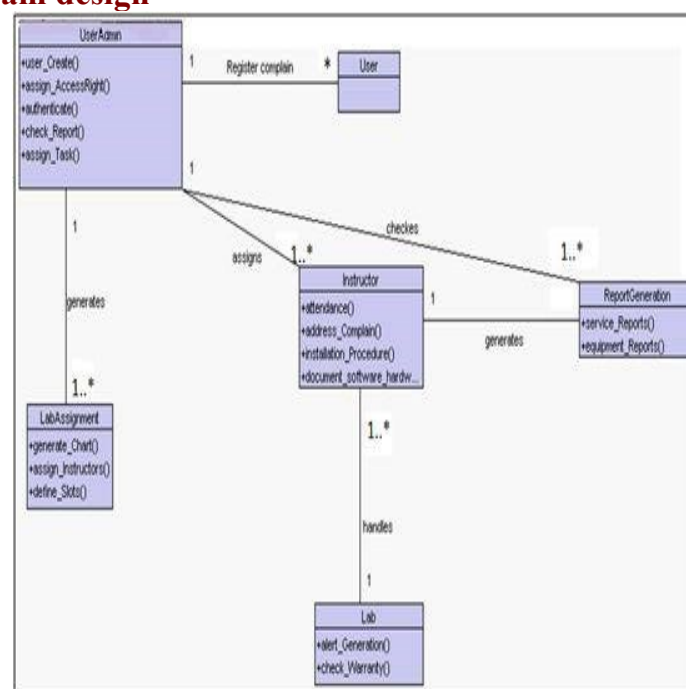 design
UserAdmin
+user_Create()
+assign_AccessRight()
+authenticate()
+check_Report()
+assign_Task()
1
Register complain
*
User
1
1
generates
1..*
assigns
1..*
checkes
1..*
Instructor
+attendance()
+address_Complain()
+installation_Procedure()
+document_software_hardw...
1
generates
ReportGeneration
+service_Reports()
+equipment_Reports()
LabAssignment
+generate_Chart()
+assign_Instructors()
+define_Slots()
1..*
handles
1
Lab
+alert_Generation()
+check_Warranty()